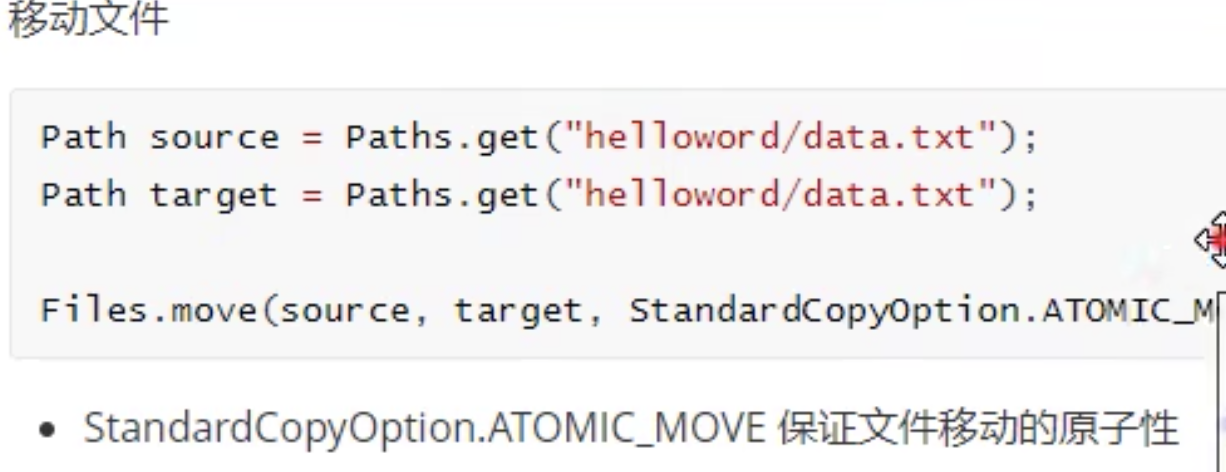 移动文件
Path source = Paths.get("helloword/data.txt");
Path target = Paths.get("helloword/data.txt");
Files.move(source, target, StandardCopyOption.ATOMIC_M
• StandardCopyOption.ATOMIC_MOVE 保证文件移动的原子性